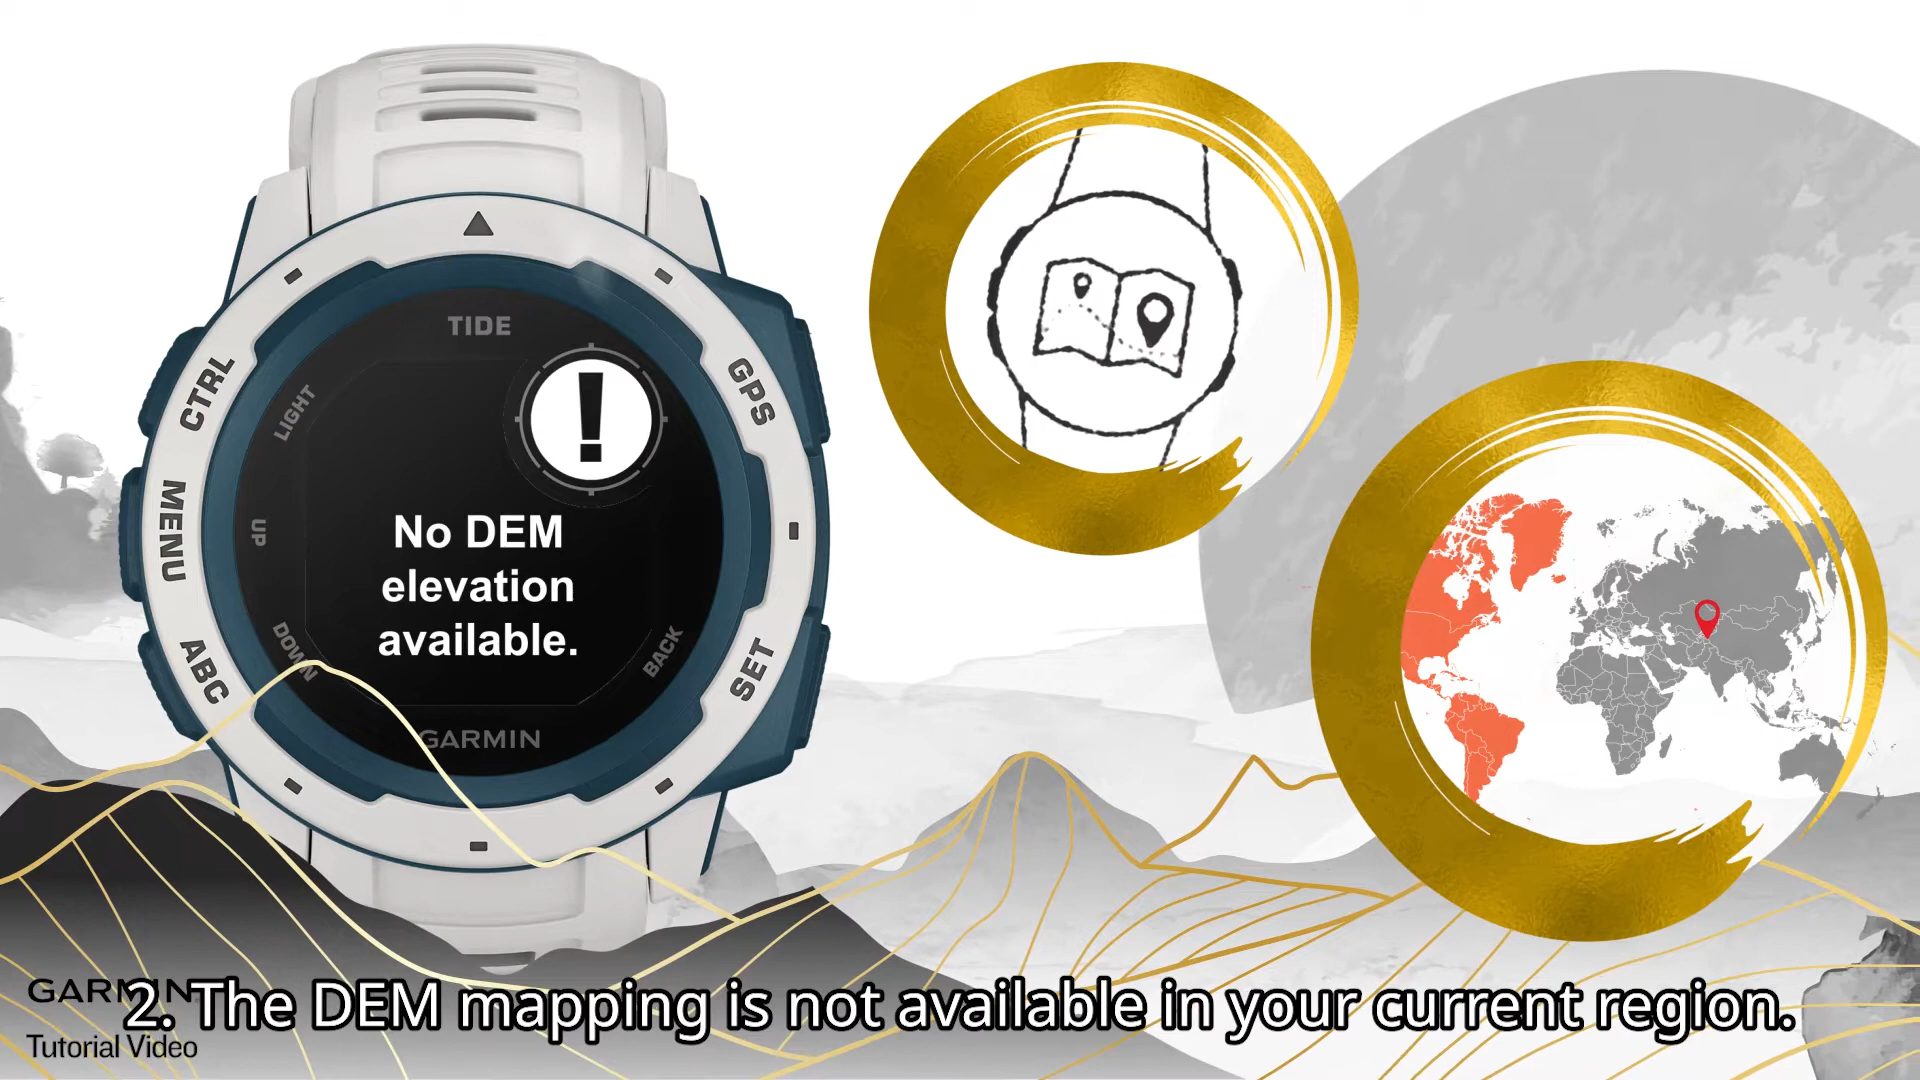 TIDE
CTRL
LIGHT
GPS
MENU
UP
No DEM
elevation
available.
ABC
DOWN
BACK
SET
GARMIN
GARMIN
Tutorial Video
2. The DEM mapping is not available in your current region.